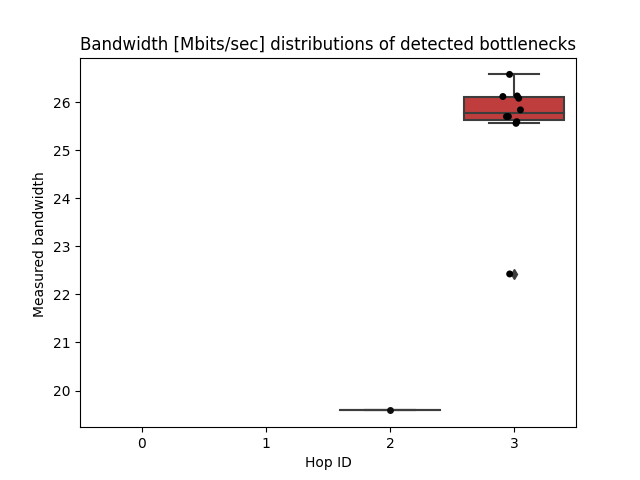 Bandwidth [Mbits/sec] distributions of detected bottlenecks
26
25
24
23
22
21
20
Measured bandwidth
0 1 2 3
Hop ID